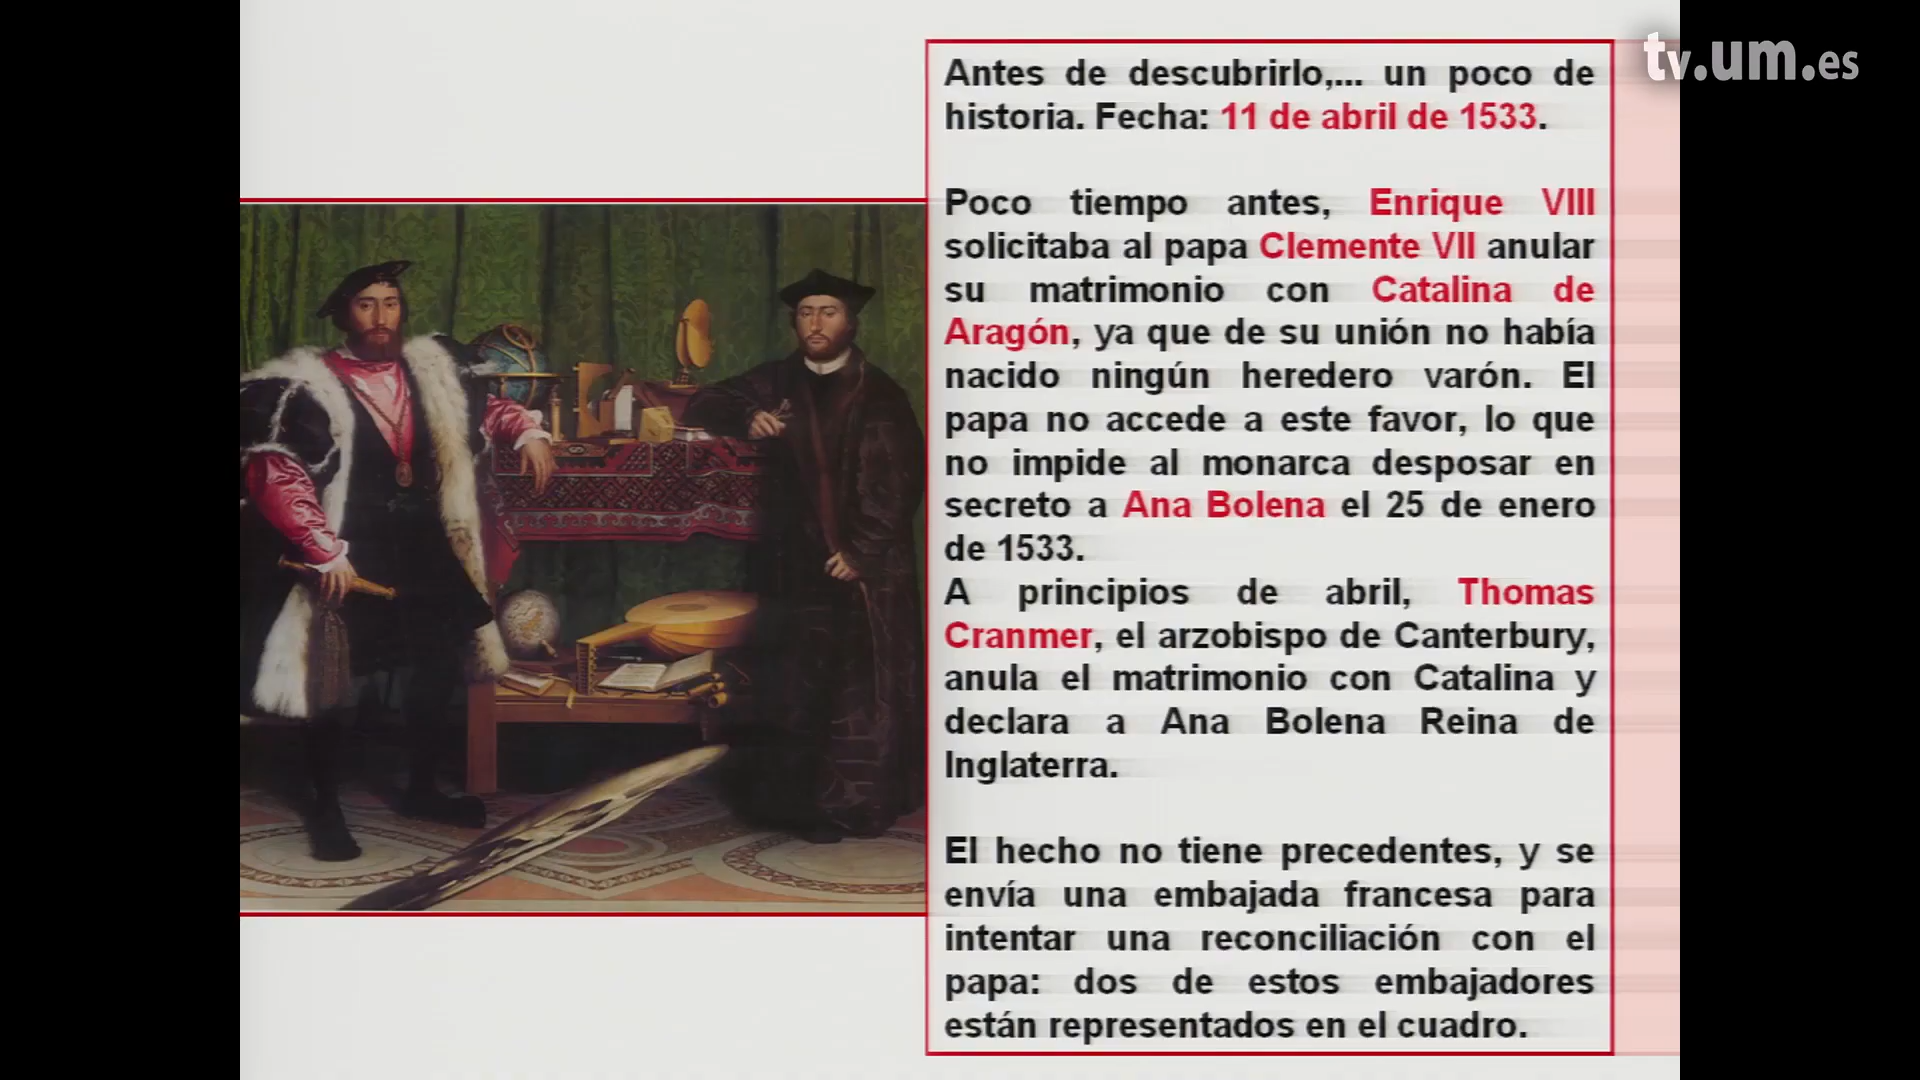 tv.um.es
Antes de descubrirlo,... un poco de
historia. Fecha: 11 de abril de 1533.
Poco tiempo antes, Enrique VIII
solicitaba al papa Clemente VII anular
su matrimonio con Catalina de
Aragón, ya que de su unión no había
nacido ningún heredero varón. El
papa no accede a este favor, lo que
no impide al monarca desposar en
secreto a Ana Bolena el 25 de enero
de 1533.
A principios de abril, Thomas
Cranmer, el arzobispo de Canterbury,
anula el matrimonio con Catalina y
declara a Ana Bolena Reina de
Inglaterra.
El hecho no tiene precedentes, y se
envía una embajada francesa para
intentar una reconciliación con el
papa: dos de estos embajadores
están representados en el cuadro.